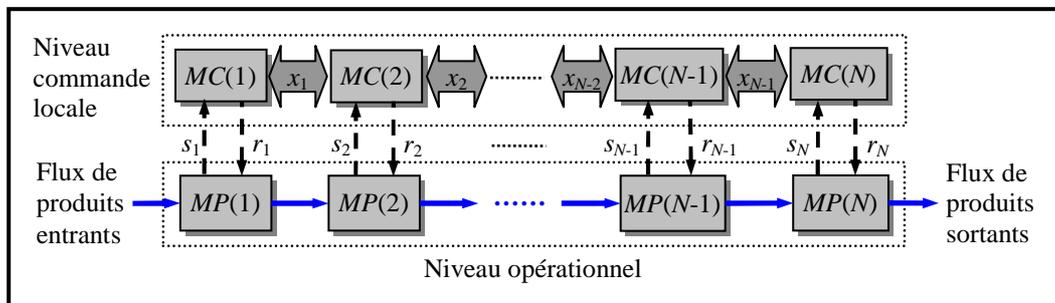 Niveau
commande
locale
MC(1) x1 MC(2) x2 ........ xN-2 MC(N-1) xN-1 MC(N)
s1 r1 s2 r2 ........ sN-1 rN-1 sN rN
Flux de
produits
entrants
MP(1) MP(2) ...... MP(N-1) MP(N)
Flux de
produits
sortants
Niveau opérationnel